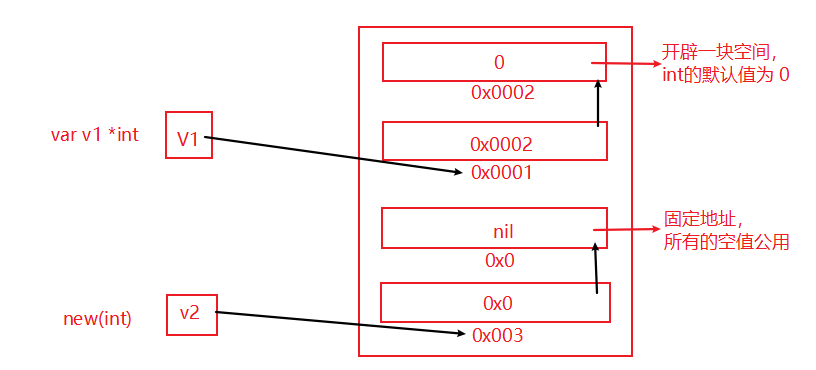 0
0x0002
开辟一块空间,
int的默认值为 0
var v1 *int
V1
0x0002
0x0001
nil
0x0
固定地址,
所有的空值公用
new(int)
v2
0x0
0x003